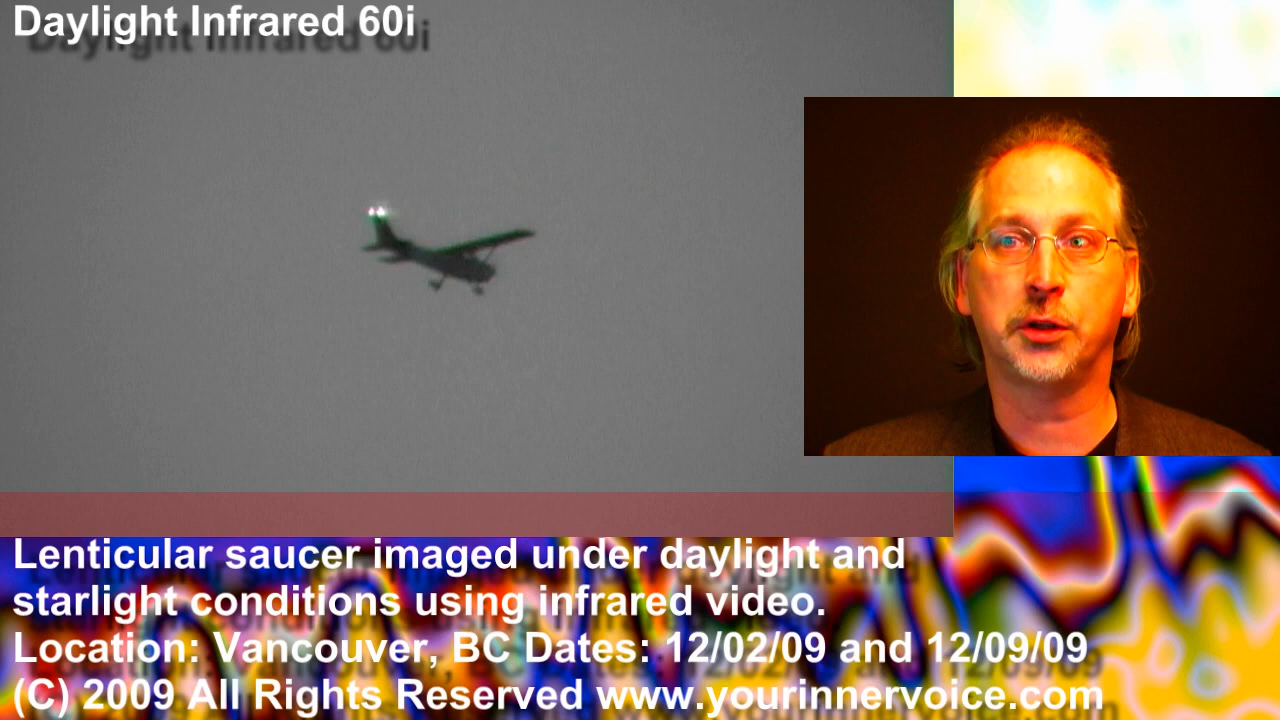 Daylight Infrared 60i
Lenticular saucer imaged under daylight and
starlight conditions using infrared video.
Location: Vancouver, BC Dates: 12/02/09 and 12/09/09
(C) 2009 All Rights Reserved www.yourinnervoice.com